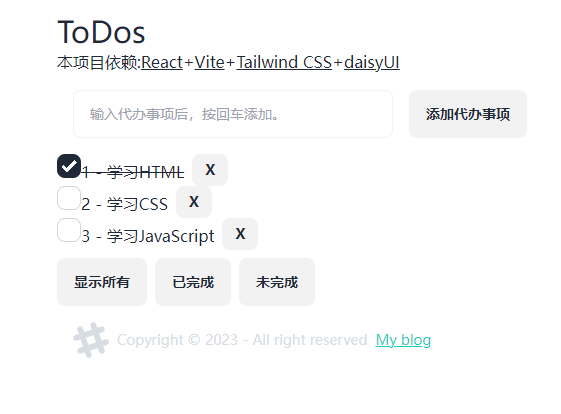 ToDos
本项目依赖:React+Vite+Tailwind CSS+daisyUI
输入代办事项后，按回车添加。 添加代办事项
1 - 学习HTML X
2 - 学习CSS X
3 - 学习JavaScript X
显示所有 已完成 未完成
Copyright © 2023 - All right reserved My blog